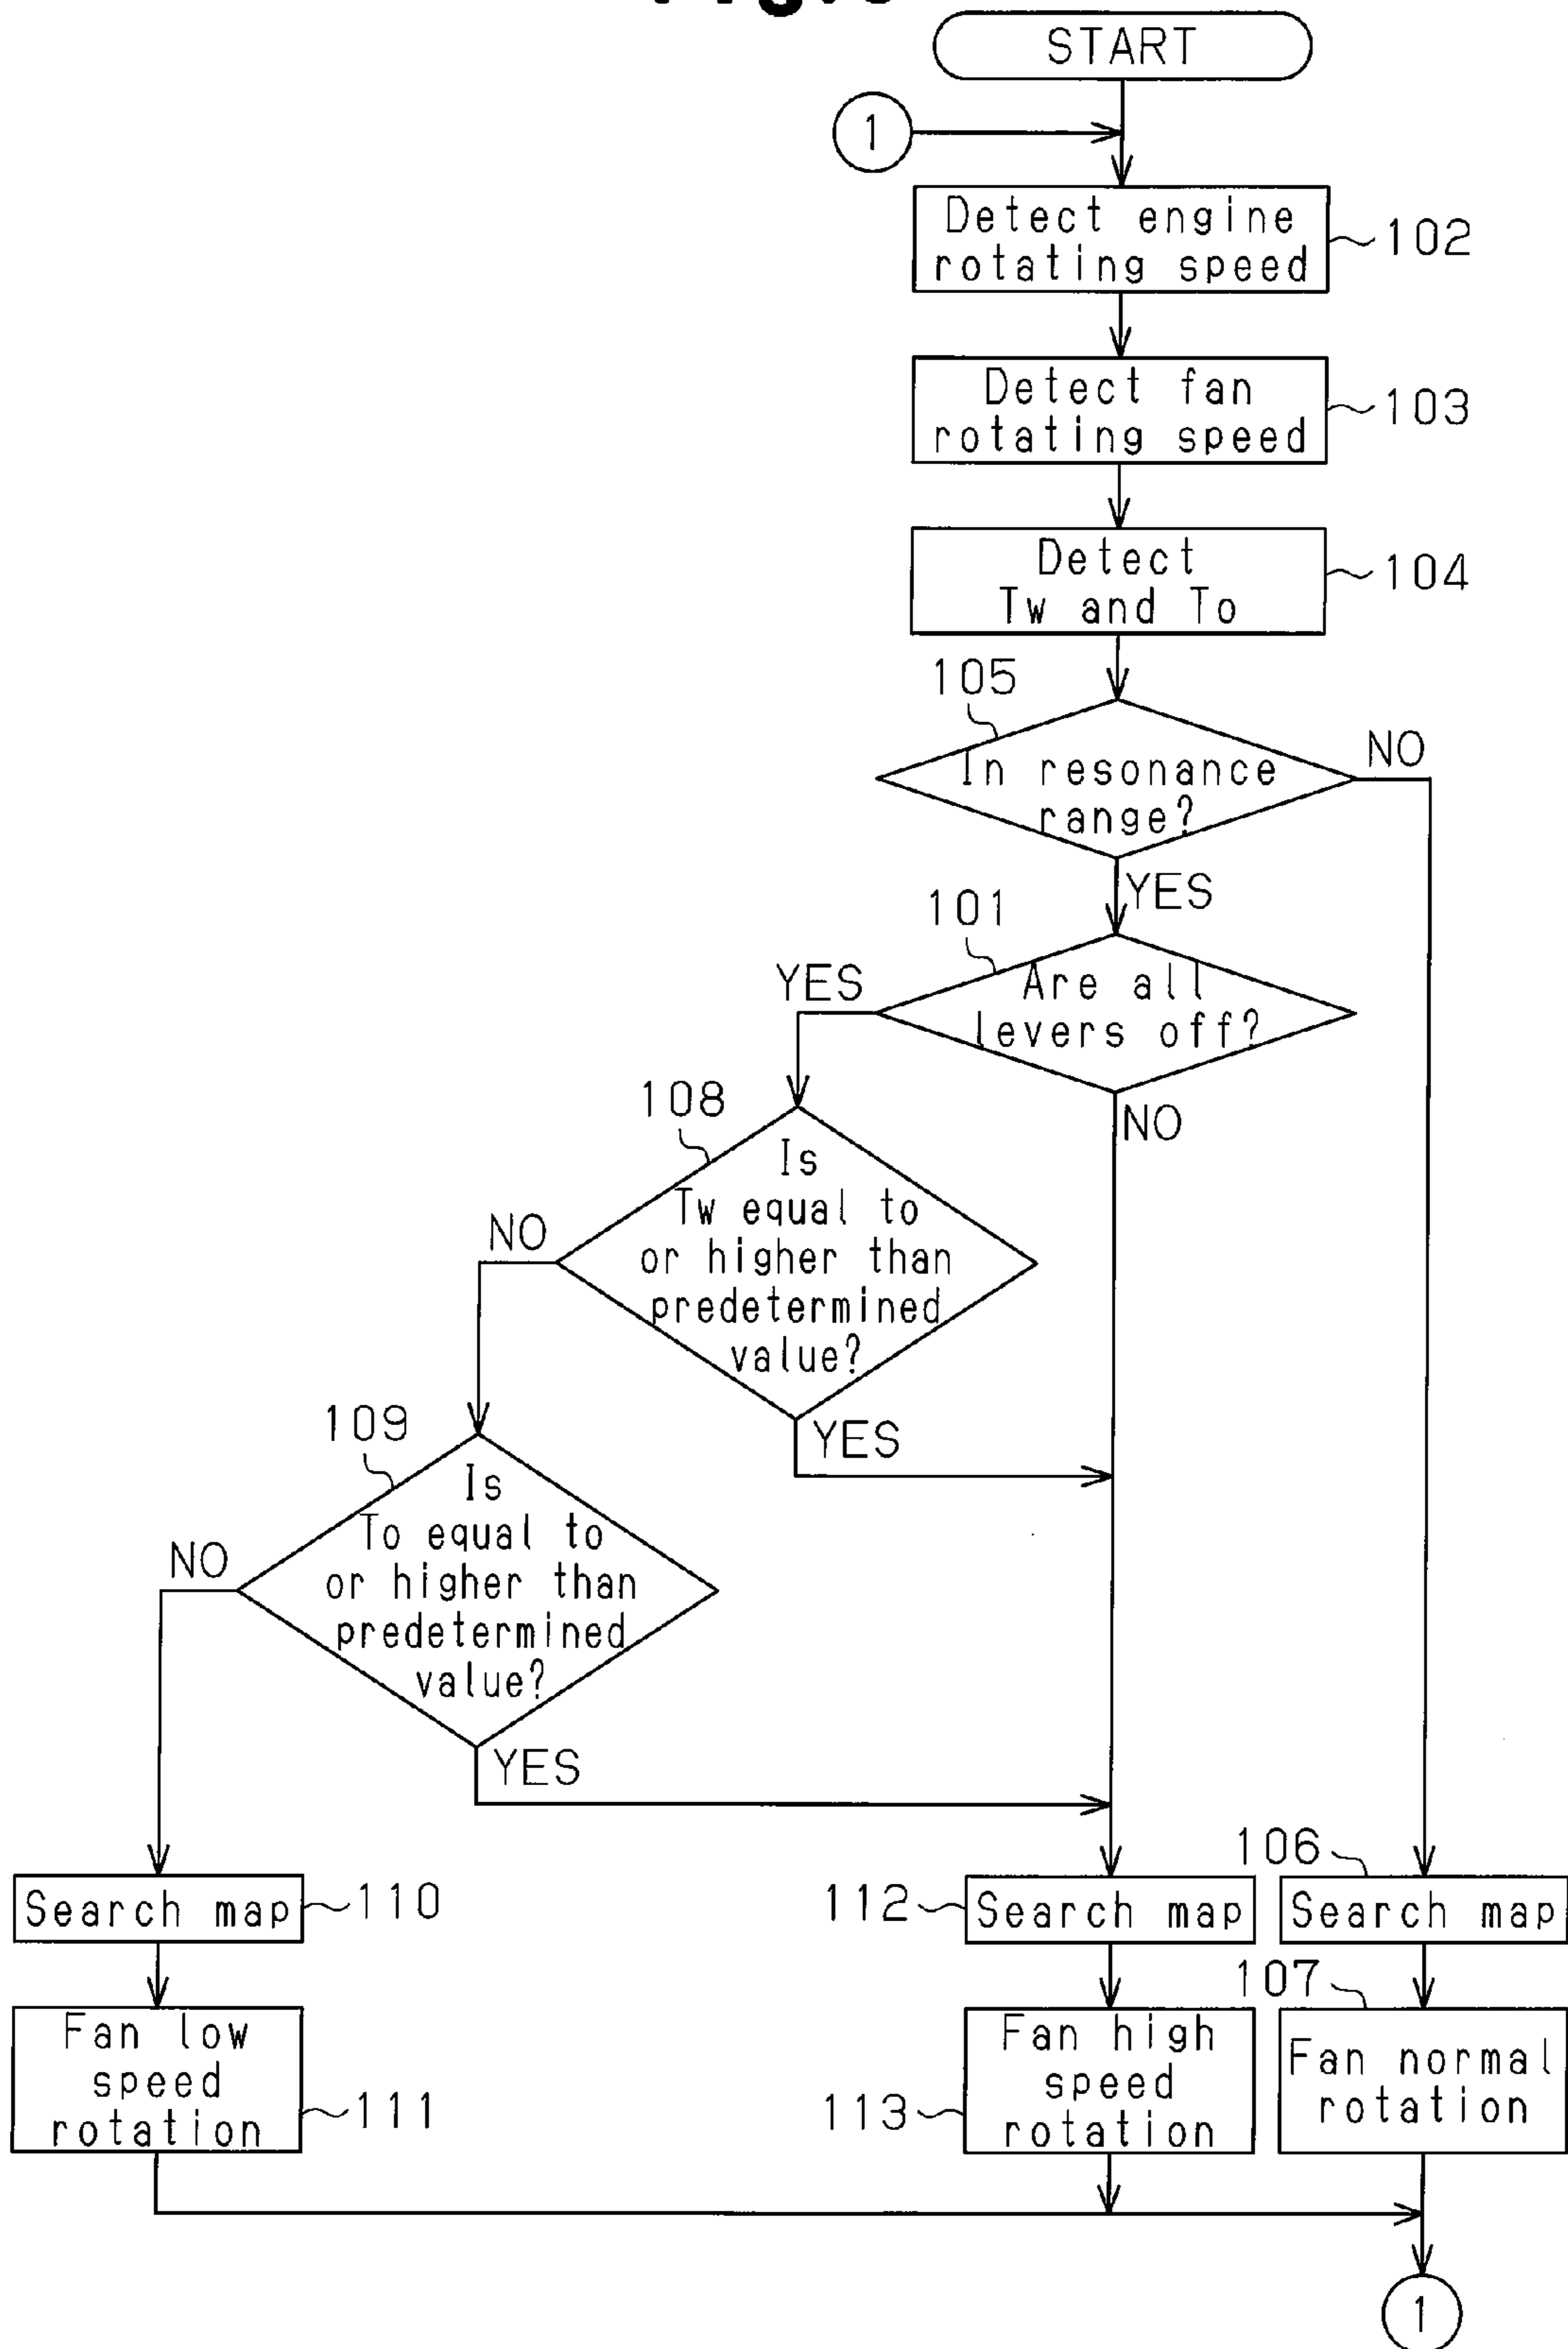 START
1
Detect engine
rotating speed
102
Detect fan
rotating speed
103
Detect
Tw and To
104
105
In resonance
range?
NO
YES
101
Are all
levers off?
YES
NO
108
Is
Tw equal to
or higher than
predetermined
value?
NO
YES
109
Is
To equal to
or higher than
predetermined
value?
NO
YES
Search map
110
112
Search map
106
Search map
Fan low
speed
rotation
111
113
Fan high
speed
rotation
107
Fan normal
rotation
1